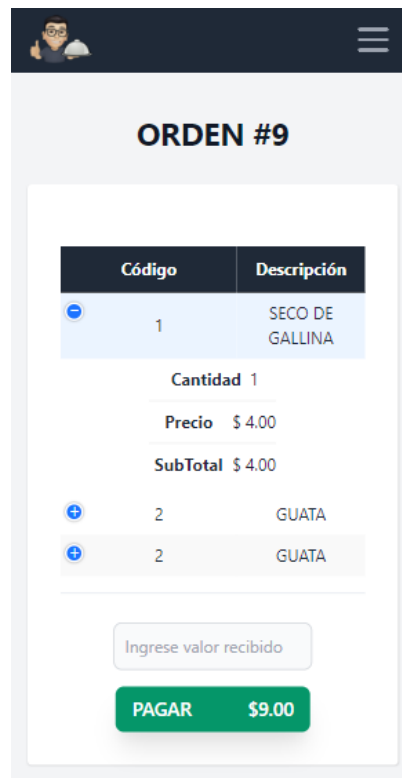 ORDEN #9
Código Descripción
1 SECO DE
GALLINA
Cantidad 1
Precio $ 4.00
SubTotal $ 4.00
2 GUATA
2 GUATA
Ingrese valor recibido
PAGAR $9.00